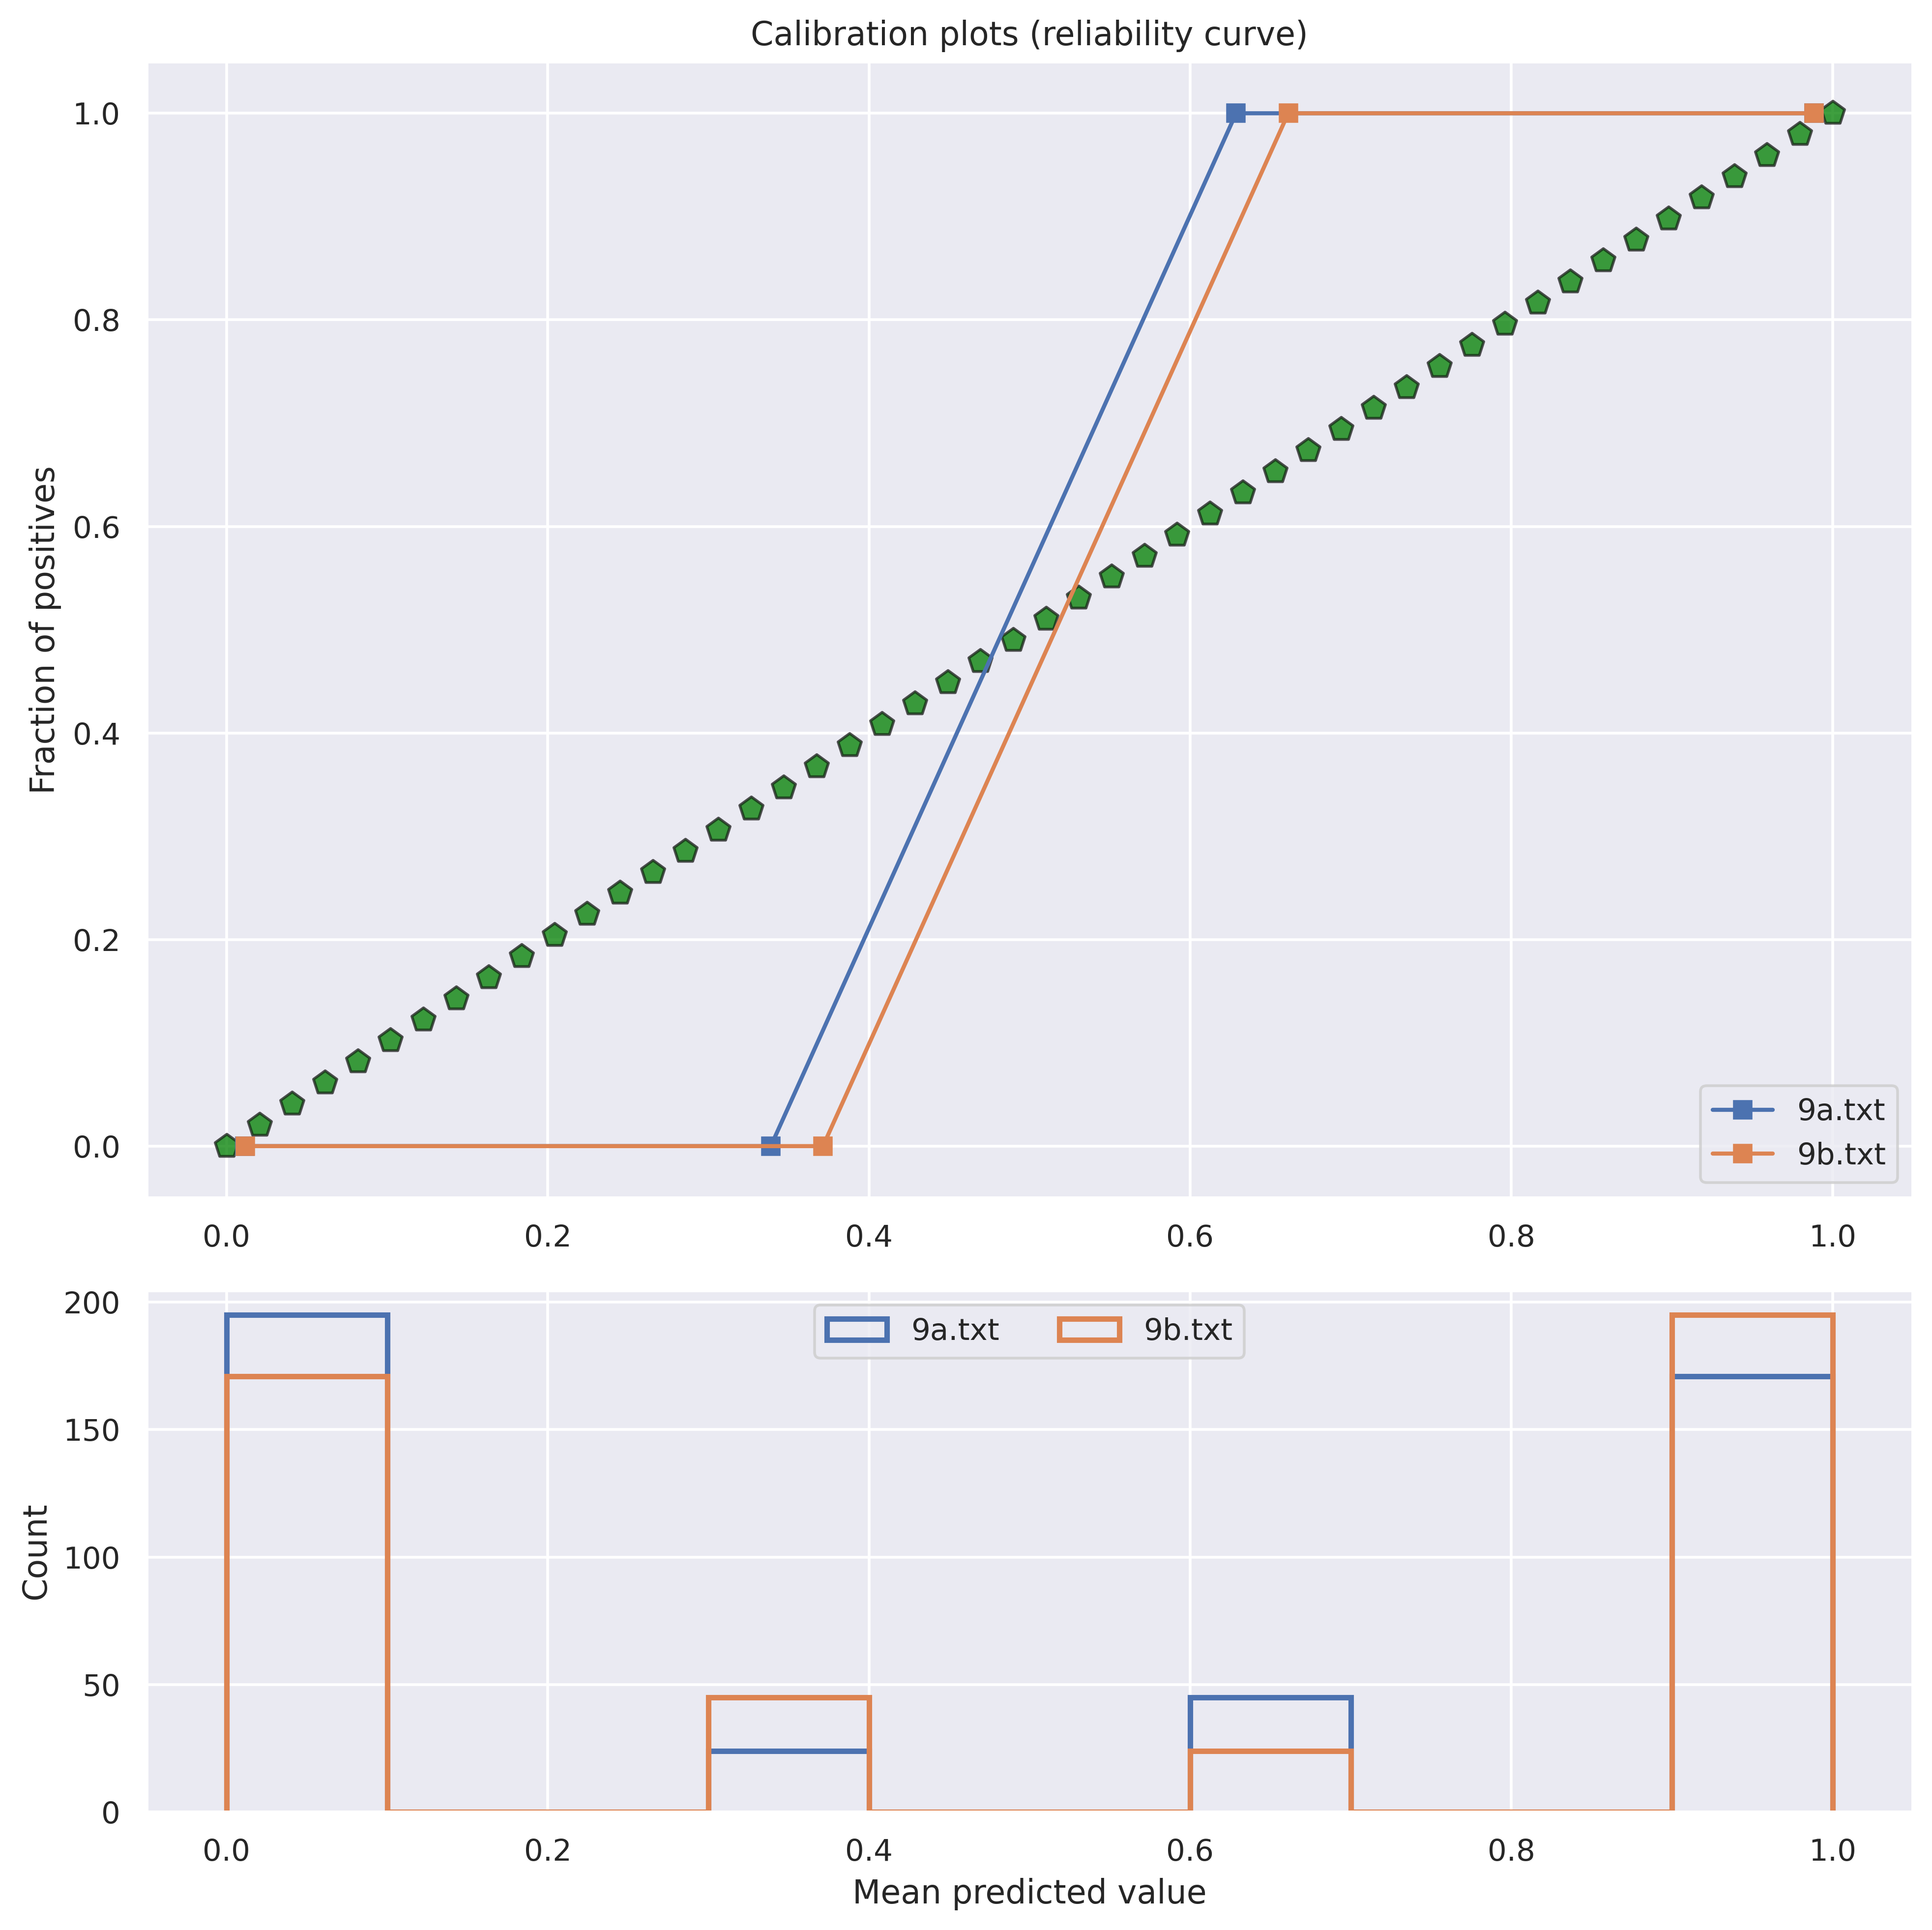 Calibration plots (reliability curve)
1.0
0.8
0.6
0.4
0.2
0.0
Fraction of positives
9a.txt
9b.txt
0.0 0.2 0.4 0.6 0.8 1.0
200
150
100
50
0
Count
9a.txt 9b.txt
0.0 0.2 0.4 0.6 0.8 1.0
Mean predicted value